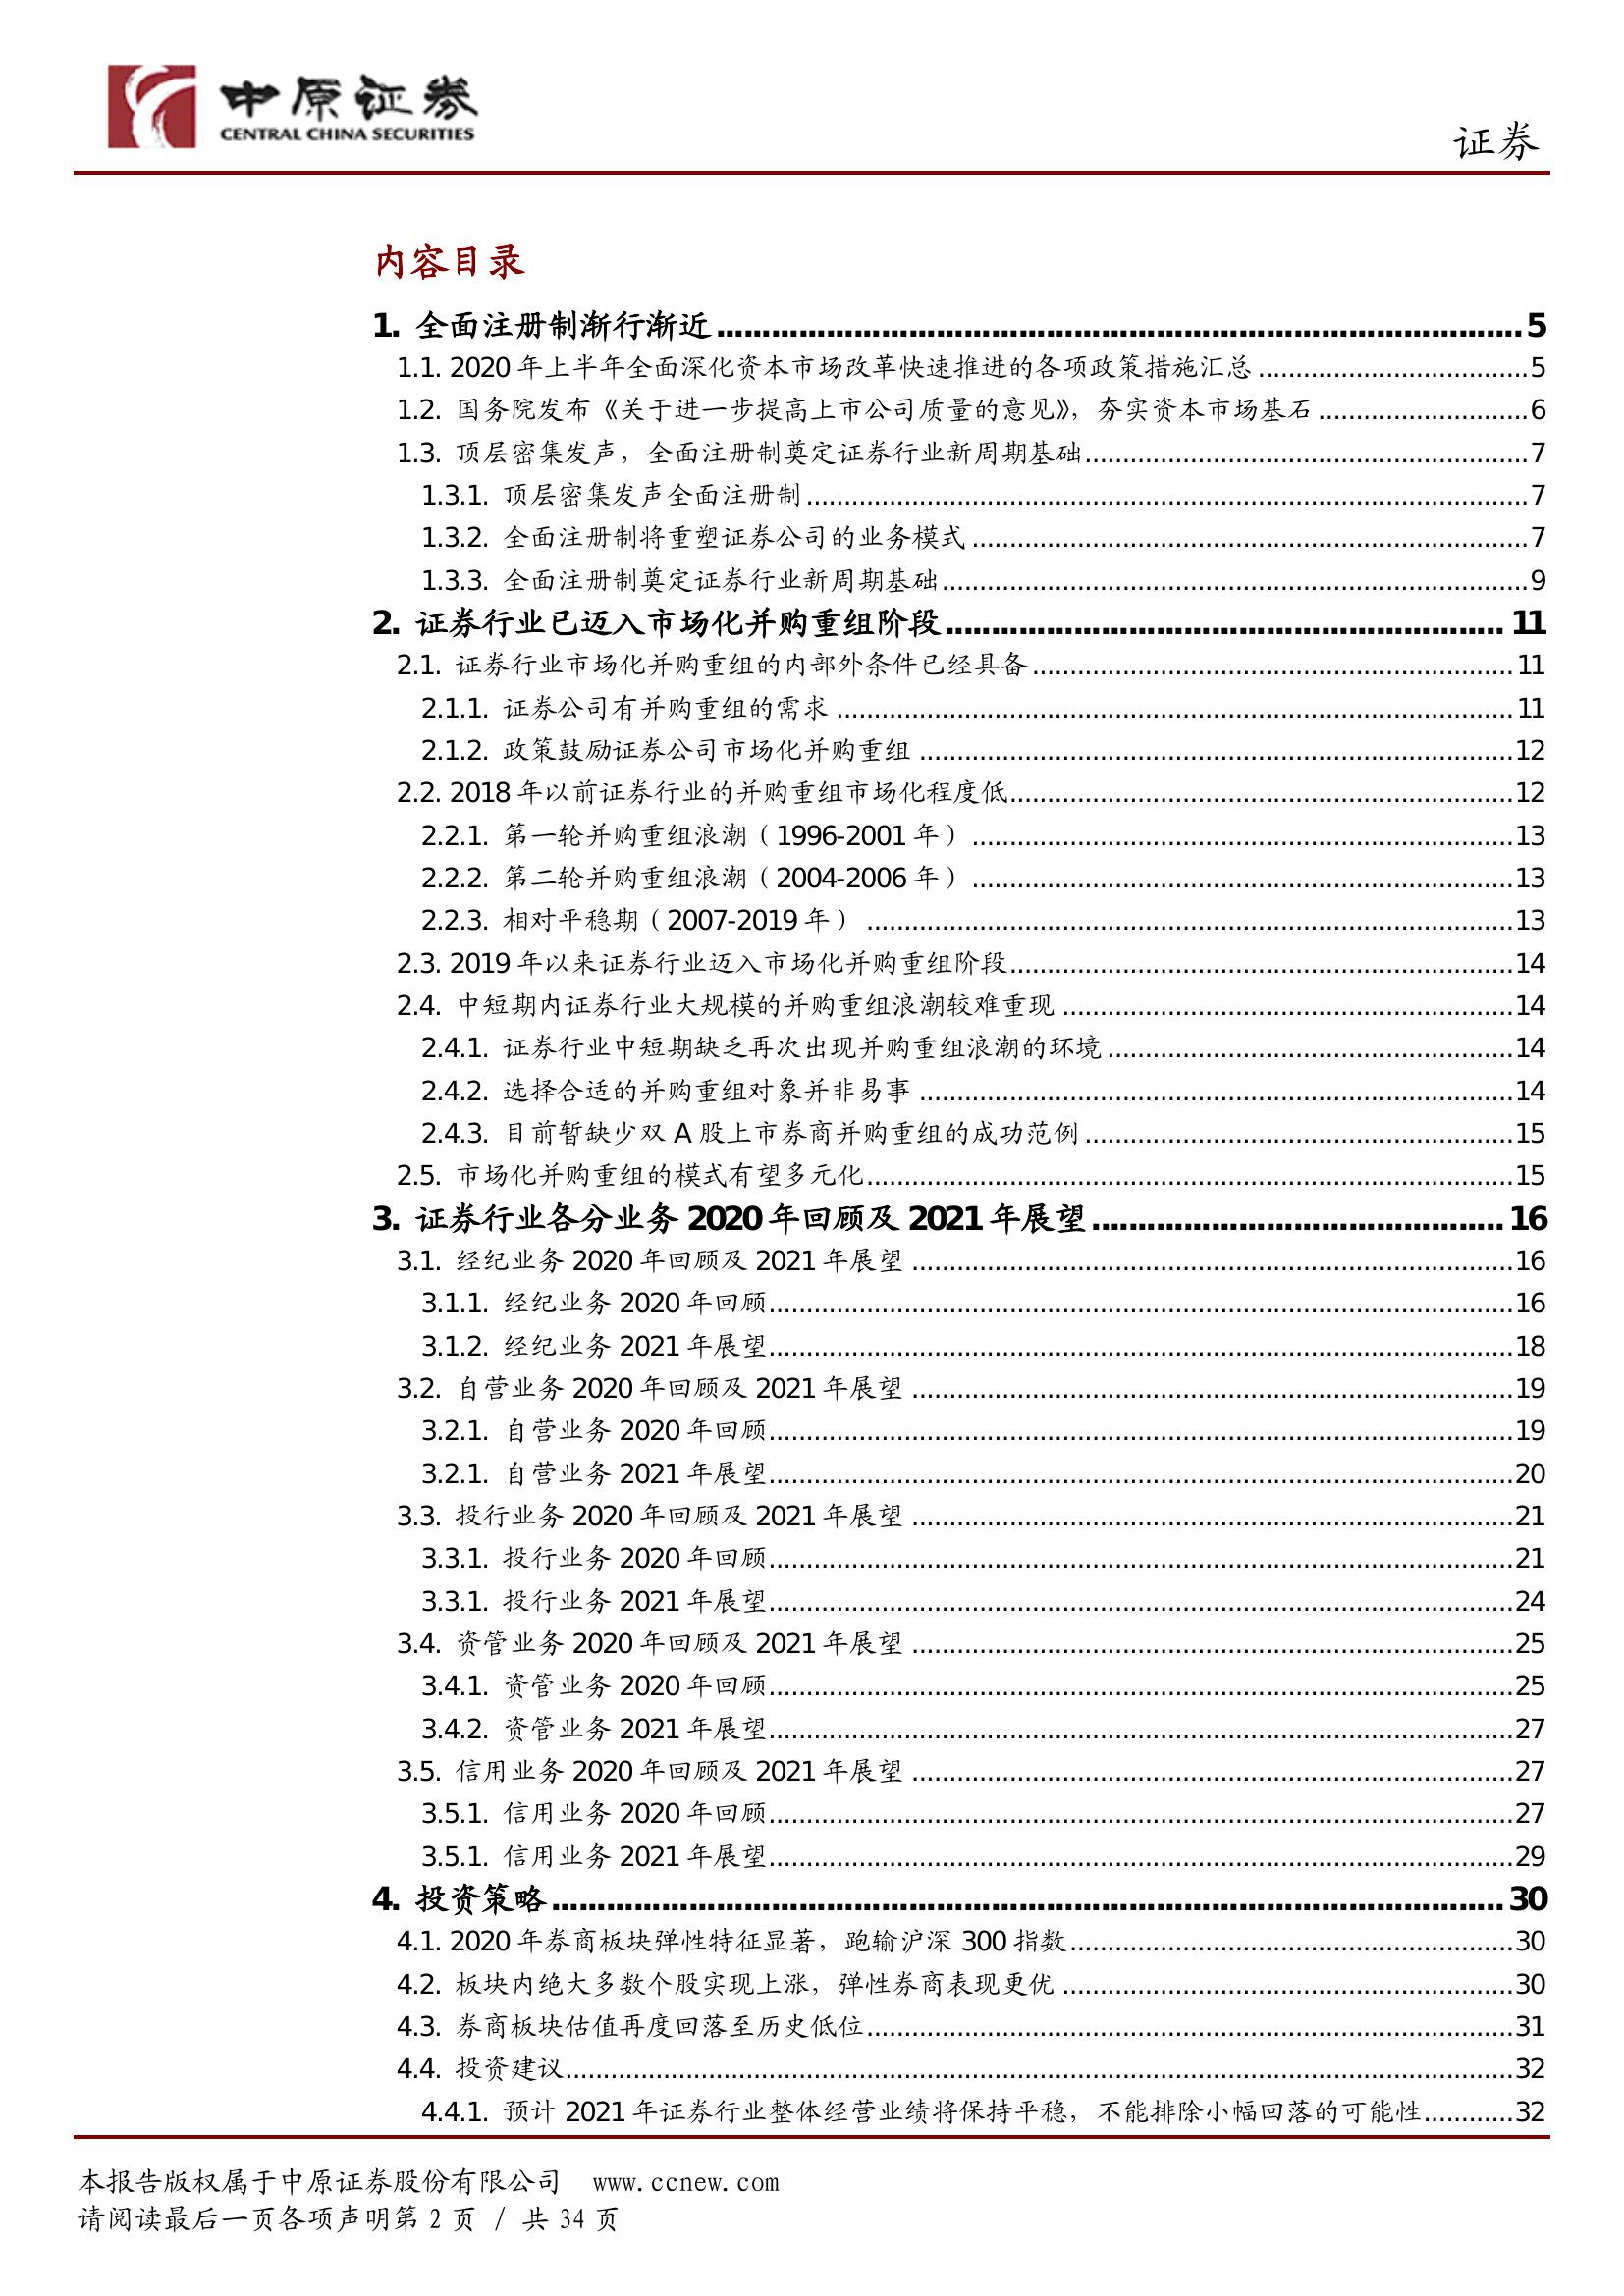 中原证券
CENTRAL CHINA SECURITIES
证券
内容目录
1. 全面注册制渐行渐近 5
1.1. 2020 年上半年全面深化资本市场改革快速推进的各项政策措施汇总 5
1.2. 国务院发布《关于进一步提高上市公司质量的意见》，夯实资本市场基石 6
1.3. 顶层密集发声，全面注册制奠定证券行业新周期基础 7
1.3.1. 顶层密集发声全面注册制 7
1.3.2. 全面注册制将重塑证券公司的业务模式 7
1.3.3. 全面注册制奠定证券行业新周期基础 9
2. 证券行业已迈入市场化并购重组阶段 11
2.1. 证券行业市场化并购重组的内部外条件已经具备 11
2.1.1. 证券公司有并购重组的需求 11
2.1.2. 政策鼓励证券公司市场化并购重组 12
2.2. 2018 年以前证券行业的并购重组市场化程度低 12
2.2.1. 第一轮并购重组浪潮（1996-2001 年） 13
2.2.2. 第二轮并购重组浪潮（2004-2006 年） 13
2.2.3. 相对平稳期（2007-2019 年） 13
2.3. 2019 年以来证券行业迈入市场化并购重组阶段 14
2.4. 中短期内证券行业大规模的并购重组浪潮较难重现 14
2.4.1. 证券行业中短期缺乏再次出现并购重组浪潮的环境 14
2.4.2. 选择合适的并购重组对象并非易事 14
2.4.3. 目前暂缺少双 A 股上市券商并购重组的成功范例 15
2.5. 市场化并购重组的模式有望多元化 15
3. 证券行业各分业务 2020 年回顾及 2021 年展望 16
3.1. 经纪业务 2020 年回顾及 2021 年展望 16
3.1.1. 经纪业务 2020 年回顾 16
3.1.2. 经纪业务 2021 年展望 18
3.2. 自营业务 2020 年回顾及 2021 年展望 19
3.2.1. 自营业务 2020 年回顾 19
3.2.1. 自营业务 2021 年展望 20
3.3. 投行业务 2020 年回顾及 2021 年展望 21
3.3.1. 投行业务 2020 年回顾 21
3.3.1. 投行业务 2021 年展望 24
3.4. 资管业务 2020 年回顾及 2021 年展望 25
3.4.1. 资管业务 2020 年回顾 25
3.4.2. 资管业务 2021 年展望 27
3.5. 信用业务 2020 年回顾及 2021 年展望 27
3.5.1. 信用业务 2020 年回顾 27
3.5.1. 信用业务 2021 年展望 29
4. 投资策略 30
4.1. 2020 年券商板块弹性特征显著，跑输沪深 300 指数 30
4.2. 板块内绝大多数个股实现上涨，弹性券商表现更优 30
4.3. 券商板块估值再度回落至历史低位 31
4.4. 投资建议 32
4.4.1. 预计 2021 年证券行业整体经营业绩将保持平稳，不能排除小幅回落的可能性 32
本报告版权属于中原证券股份有限公司 www.ccnew.com
请阅读最后一页各项声明第 2 页 / 共 34 页